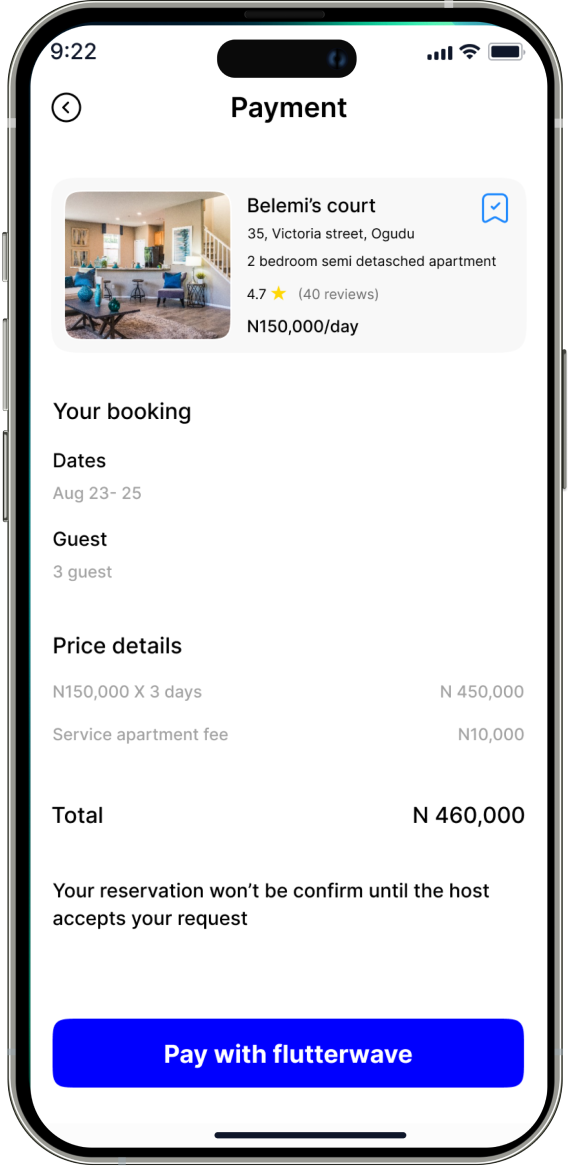 9:22
Payment
Belemi’s court
35, Victoria street, Ogudu
2 bedroom semi detasched apartment
4.7 (40 reviews)
N150,000/day
Your booking
Dates
Aug 23- 25
Guest
3 guest
Price details
N150,000 X 3 days N 450,000
Service apartment fee N10,000
Total N 460,000
Your reservation won’t be confirm until the host
accepts your request
Pay with flutterwave